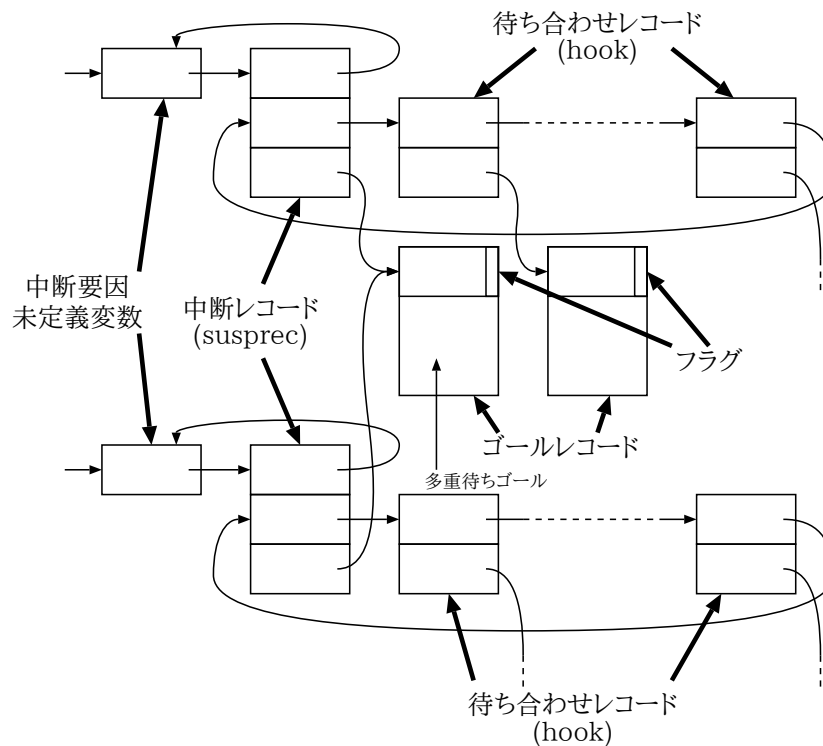 待ち合わせレコード
(hook)
中断要因
未定義変数
中断レコード
(susprec)
フラグ
ゴールレコード
多重待ちゴール
待ち合わせレコード
(hook)